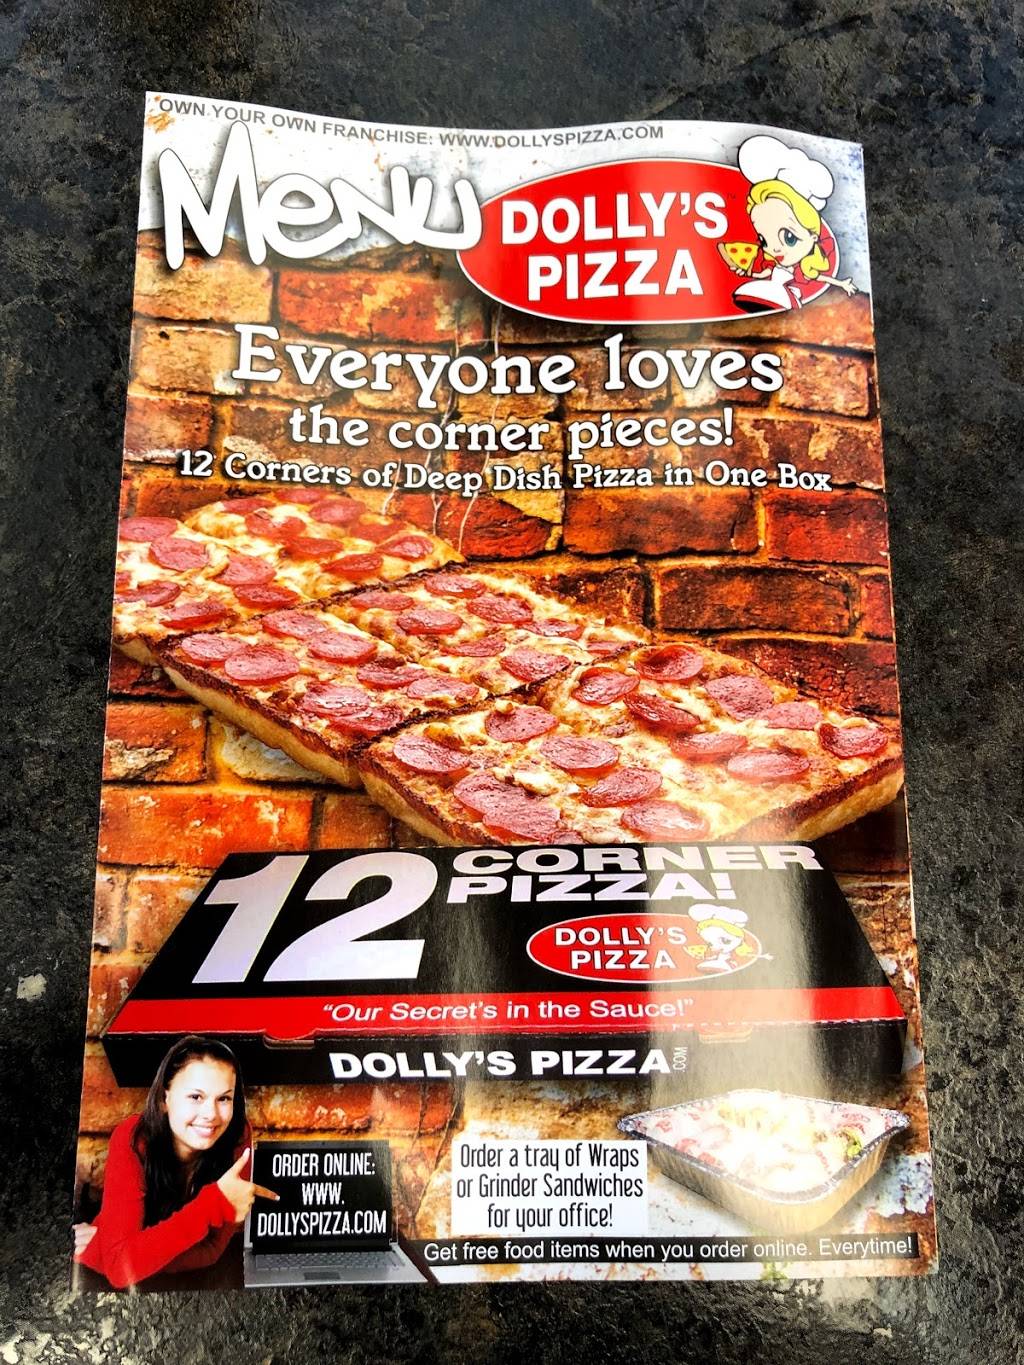 OWN YOUR OWN FRANCHISE: WWW.DOLLYSPIZZA.COM
Menu
DOLLY'S
PIZZA
Everyone loves
the corner pieces!
12 Corners of Deep Dish Pizza in One Box
12 CORNER
PIZZA!
DOLLY'S
PIZZA
"Our Secret's in the Sauce!"
DOLLY'S PIZZA.COM
ORDER ONLINE:
WWW.
DOLLYSPIZZA.COM
Order a tray of Wraps
or Grinder Sandwiches
for your office!
Get free food items when you order online. Everytime!